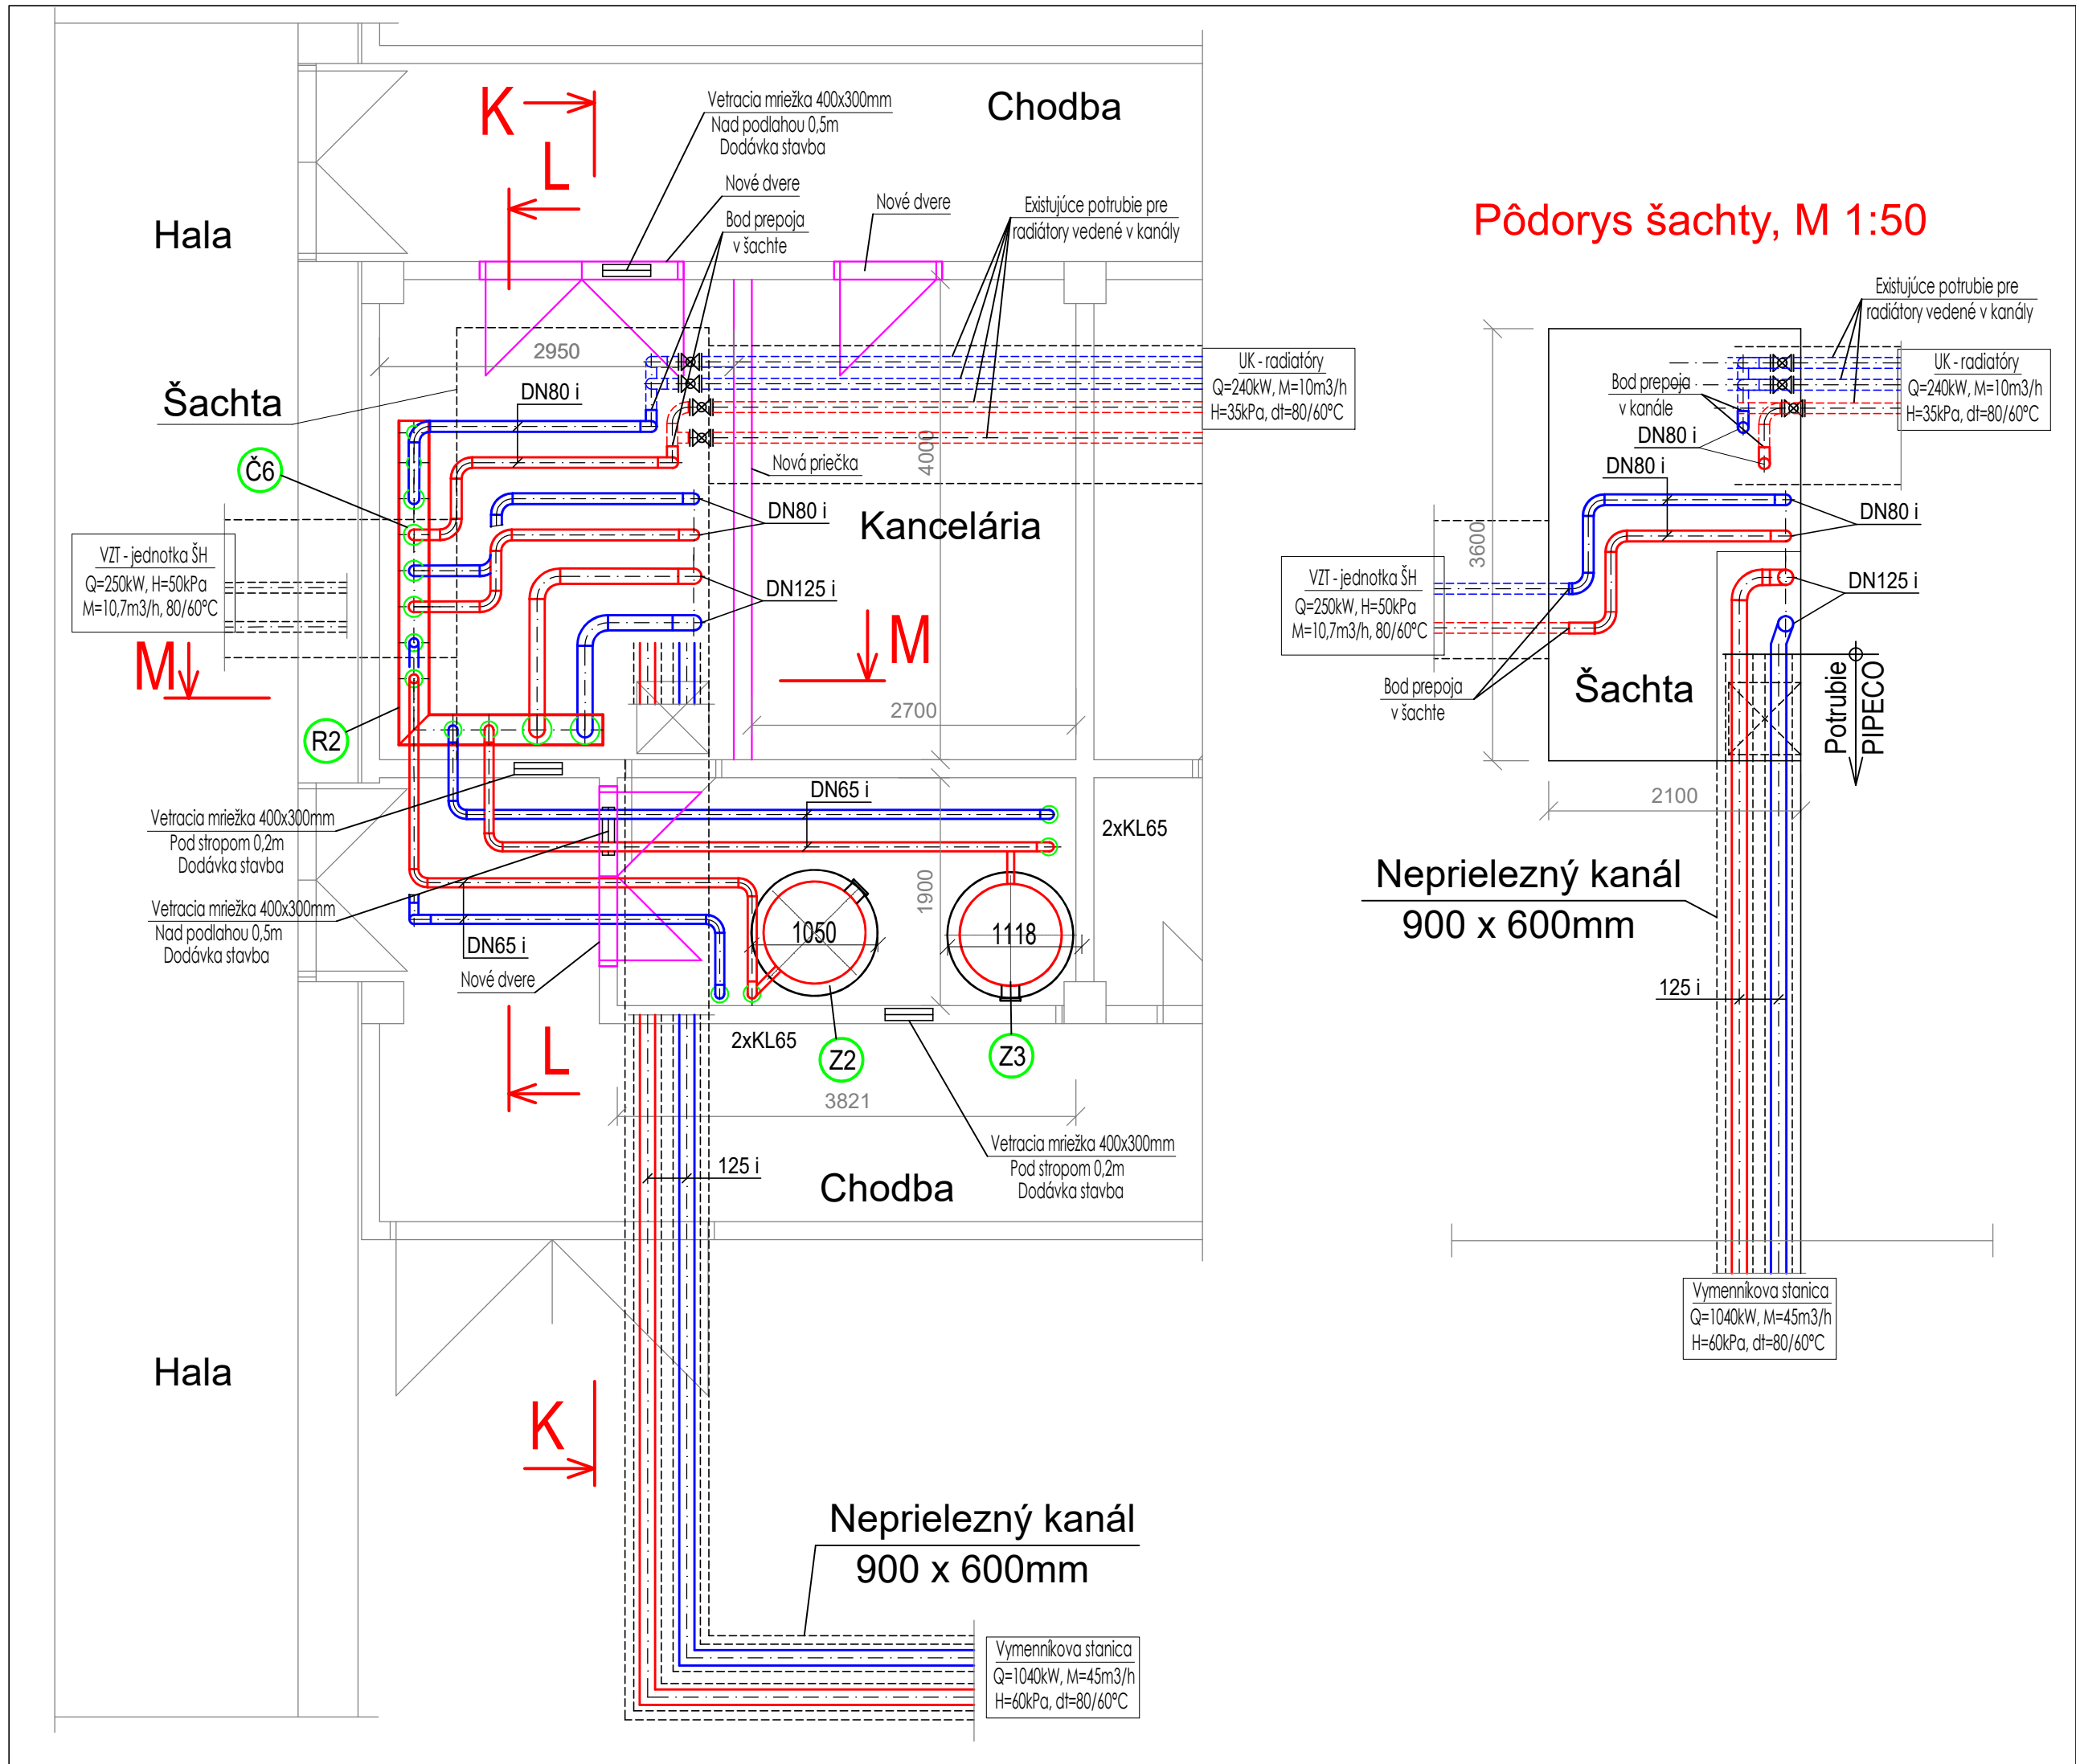 K
Vetracia mriežka 400x300mm
Nad podlahou 0,5m
Dodávka stavba
Chodba
L
Nové dvere
Bod prepoja
v šachte
Nové dvere
Existujúce potrubie pre
radiátory vedené v kanály
Hala
Pôdorys šachty, M 1:50
Existujúce potrubie pre
radiátory vedené v kanály
2950
UK - radiatóry
Q=240kW, M=10m3/h
H=35kPa, dt=80/60ºC
UK - radiatóry
Q=240kW, M=10m3/h
H=35kPa, dt=80/60ºC
Šachta
DN80 i
Bod prepoja
v kanále
DN80 i
DN80 i
Č6
4000
Nová priečka
DN80 i
Kancelária
DN80 i
3600
VZT - jednotka ŠH
Q=250kW, H=50kPa
M=10,7m3/h, 80/60ºC
DN125 i
VZT - jednotka ŠH
Q=250kW, H=50kPa
M=10,7m3/h, 80/60ºC
DN125 i
M
M
Bod prepoja
v šachte
Šachta
Potrubie
PIPECO
R2
2700
2100
DN65 i
Vetracia mriežka 400x300mm
Pod stropom 0,2m
Dodávka stavba
2xKL65
Neprielezný kanál
900 x 600mm
Vetracia mriežka 400x300mm
Nad podlahou 0,5m
Dodávka stavba
1900
1050
1118
DN65 i
Nové dvere
125 i
2xKL65
Z2
Z3
L
3821
Vetracia mriežka 400x300mm
Pod stropom 0,2m
Dodávka stavba
125 i
Chodba
Vymenníkova stanica
Q=1040kW, M=45m3/h
H=60kPa, dt=80/60ºC
Hala
K
Neprielezný kanál
900 x 600mm
Vymenníkova stanica
Q=1040kW, M=45m3/h
H=60kPa, dt=80/60ºC